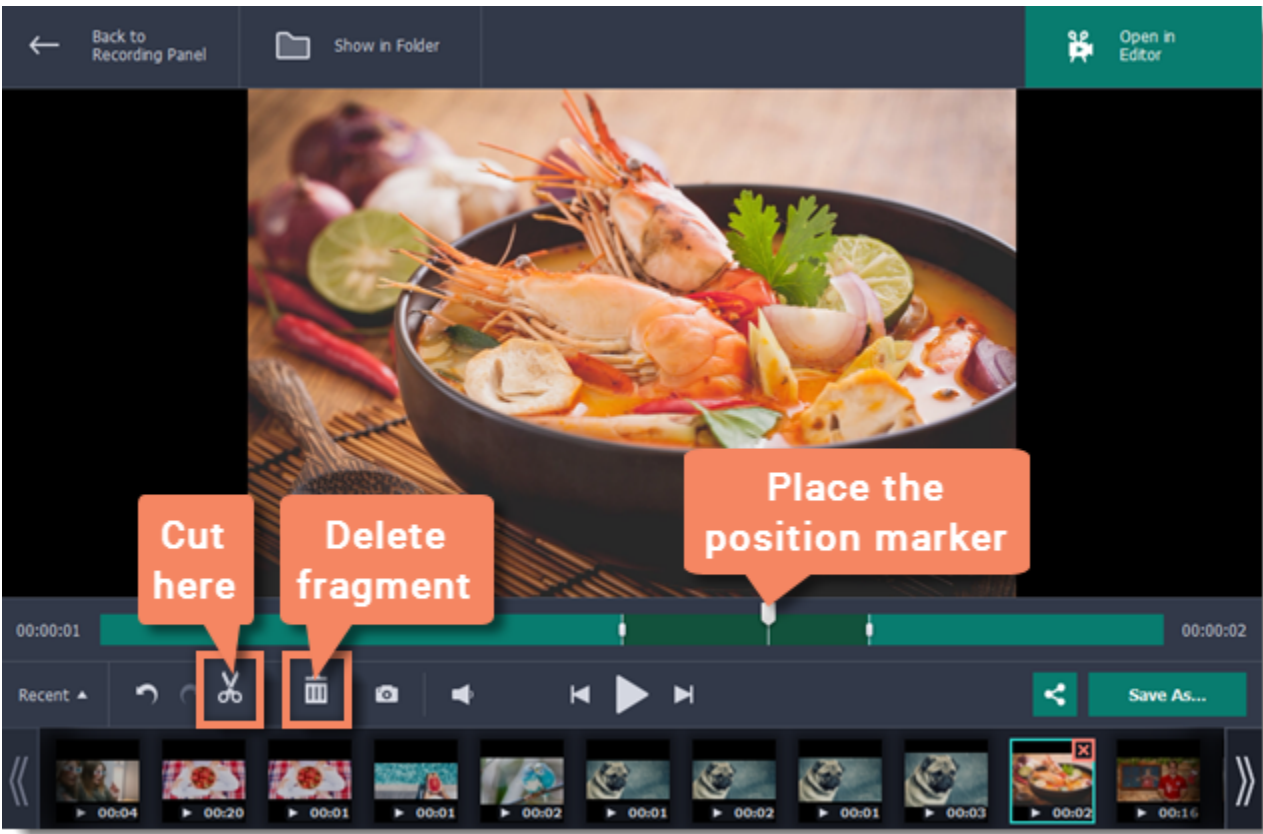 Back to
Recording Panel
Show in Folder
Open in
Editor
Place the
position marker
Cut
here
Delete
fragment
00:00:01
00:00:02
Recent
Save As...
00:04
00:20
00:01
00:01
00:02
00:01
00:02
00:01
00:03
00:02
00:16